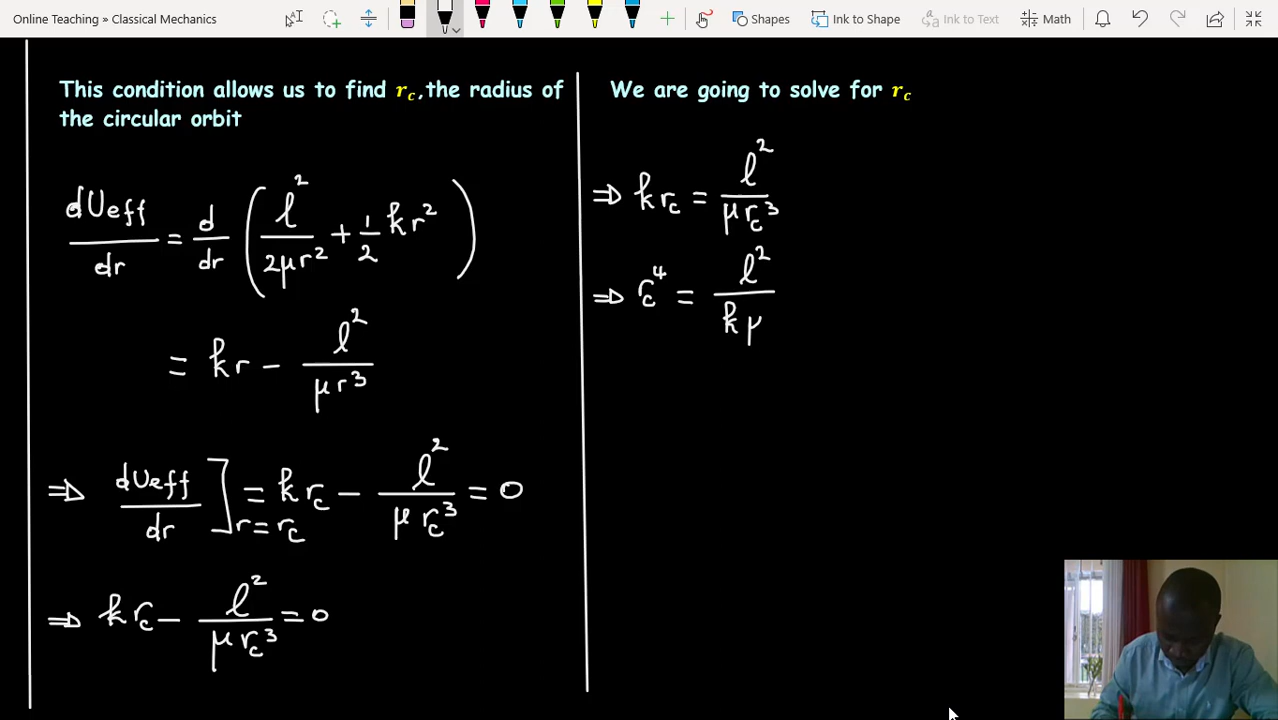 Online Teaching » Classical Mechanics
Shapes
Ink to Shape
Ink to Text
Math
This condition allows us to find r_c, the radius of
the circular orbit
dUeff/dr = d/dr (ℓ²/2μr² + 1/2 kr²)
= kr - ℓ²/μr³
⇒ dUeff/dr]r=r_c = kr_c - ℓ²/μr_c³ = 0
⇒ kr_c - ℓ²/μr_c³ = 0
We are going to solve for r_c
⇒ kr_c = ℓ²/μr_c³
⇒ r_c⁴ = ℓ²/kμ